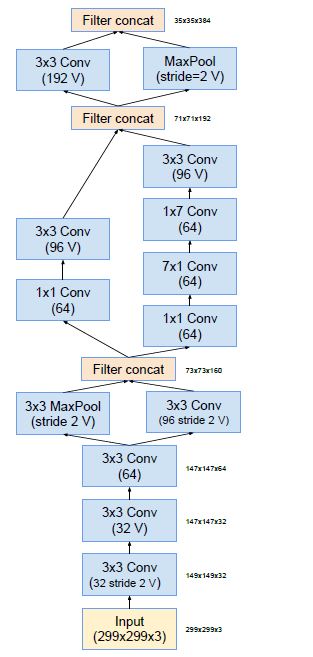 Filter concat
35x35x384
3x3 Conv
(192 V)
MaxPool
(stride=2 V)
Filter concat
71x71x192
3x3 Conv
(96 V)
1x7 Conv
(64)
3x3 Conv
(96 V)
7x1 Conv
(64)
1x1 Conv
(64)
1x1 Conv
(64)
Filter concat
73x73x160
3x3 MaxPool
(stride 2 V)
3x3 Conv
(96 stride 2 V)
3x3 Conv
(64)
147x147x64
3x3 Conv
(32 V)
147x147x32
3x3 Conv
(32 stride 2 V)
149x149x32
Input
(299x299x3)
299x299x3